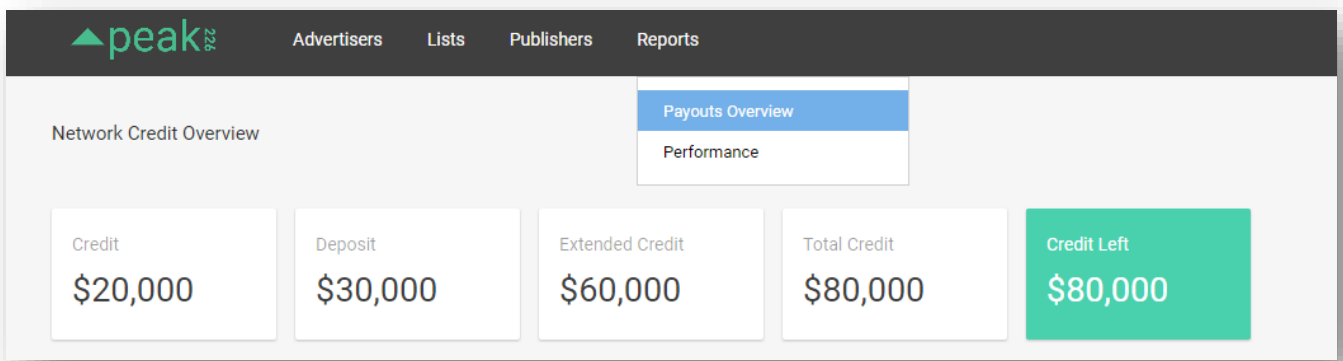 peak226
Advertisers Lists Publishers Reports
Payouts Overview
Network Credit Overview
Performance
Credit Deposit Extended Credit Total Credit Credit Left
$20,000 $30,000 $60,000 $80,000 $80,000